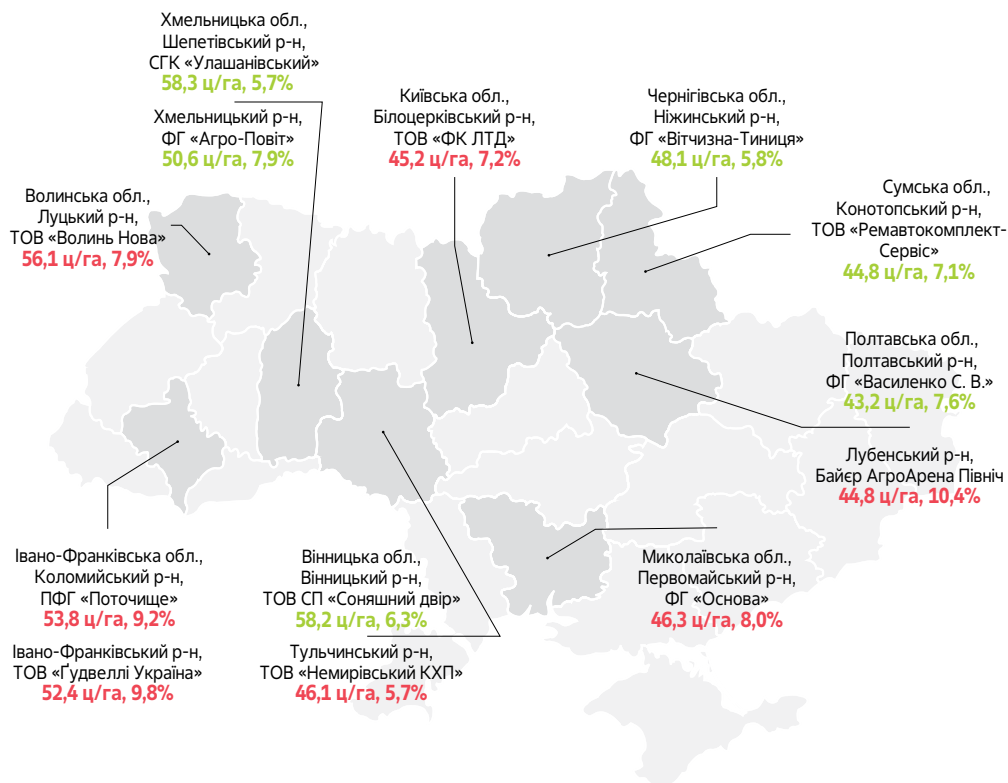 Хмельницька обл.,
Шепетівський р-н,
СГК «Улашанівський»
58,3 ц/га, 5,7%
Хмельницький р-н,
ФГ «Агро-Повіт»
50,6 ц/га, 7,9%
Київська обл.,
Білоцерківський р-н,
ТОВ «ФК ЛТД»
45,2 ц/га, 7,2%
Чернігівська обл.,
Ніжинський р-н,
ФГ «Вітчизна-Тиниця»
48,1 ц/га, 5,8%
Волинська обл.,
Луцький р-н,
ТОВ «Волинь Нова»
56,1 ц/га, 7,9%
Сумська обл.,
Конотопський р-н,
ТОВ «Ремавтокомплект-
Сервіс»
44,8 ц/га, 7,1%
Полтавська обл.,
Полтавський р-н,
ФГ «Василенко С. В.»
43,2 ц/га, 7,6%
Лубенський р-н,
Байєр АгроАрена Північ
44,8 ц/га, 10,4%
Івано-Франківська обл.,
Коломийський р-н,
ПФГ «Поточище»
53,8 ц/га, 9,2%
Івано-Франківський р-н,
ТОВ «Ґудвеллі Україна»
52,4 ц/га, 9,8%
Вінницька обл.,
Вінницький р-н,
ТОВ СП «Соняшний двір»
58,2 ц/га, 6,3%
Тульчинський р-н,
ТОВ «Немирівський КХП»
46,1 ц/га, 5,7%
Миколаївська обл.,
Первомайський р-н,
ФГ «Основа»
46,3 ц/га, 8,0%